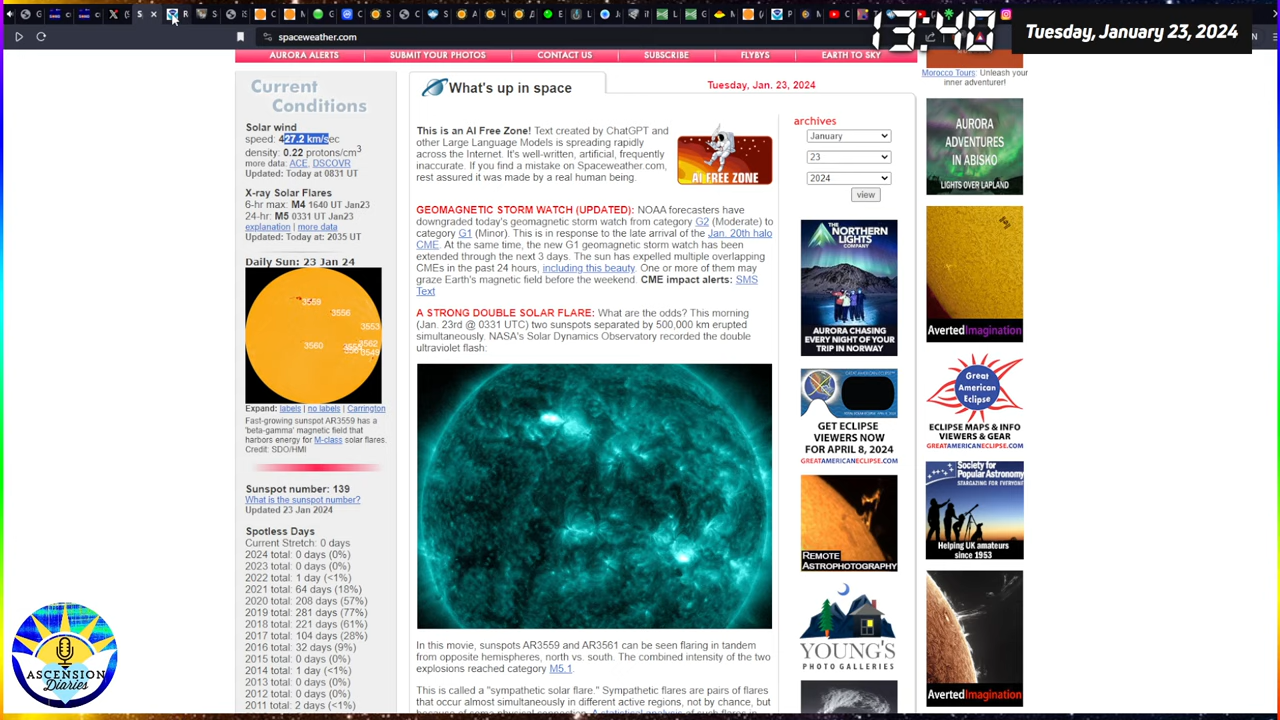 13:40
Tuesday, January 23, 2024
spaceweather.com
AURORA ALERTS
SUBMIT YOUR PHOTOS
CONTACT US
SUBSCRIBE
FLYBYS
EARTH TO SKY
Current
Conditions
Solar wind
speed: 427.2 km/sec
density: 0.22 protons/cm3
more data: ACE, DSCOVR
Updated: Today at 0831 UT
X-ray Solar Flares
6-hr max: M4 1640 UT Jan23
24-hr: M5 0331 UT Jan23
explanation | more data
Updated: Today at: 2035 UT
Daily Sun: 23 Jan 24
3559
3556
3553
3562
3560
3549
Expand: labels | no labels | Carrington
Fast-growing sunspot AR3559 has a
'beta-gamma' magnetic field that
harbors energy for M-class solar flares.
Credit: SDO/HMI
Sunspot number: 139
What is the sunspot number?
Updated 23 Jan 2024
Spotless Days
Current Stretch: 0 days
2024 total: 0 days (0%)
2023 total: 0 days (0%)
2022 total: 1 day (<1%)
2021 total: 64 days (18%)
2020 total: 208 days (57%)
2019 total: 281 days (77%)
2018 total: 221 days (61%)
2017 total: 104 days (28%)
2016 total: 32 days (9%)
2015 total: 0 days (0%)
2014 total: 1 day (<1%)
2013 total: 0 days (0%)
2012 total: 0 days (0%)
2011 total: 2 days (<1%)
What's up in space
Tuesday, Jan. 23, 2024
This is an AI Free Zone! Text created by ChatGPT and
other Large Language Models is spreading rapidly
across the Internet. It's well-written, artificial, frequently
inaccurate. If you find a mistake on Spaceweather.com,
rest assured it was made by a real human being.
AI FREE ZONE
GEOMAGNETIC STORM WATCH (UPDATED): NOAA forecasters have
downgraded today's geomagnetic storm watch from category G2 (Moderate) to
category G1 (Minor). This is in response to the late arrival of the Jan. 20th halo
CME. At the same time, the new G1 geomagnetic storm watch has been
extended through the next 3 days. The sun has expelled multiple overlapping
CMEs in the past 24 hours, including this beauty. One or more of them may
graze Earth's magnetic field before the weekend. CME impact alerts: SMS
Text
A STRONG DOUBLE SOLAR FLARE: What are the odds? This morning
(Jan. 23rd @ 0331 UTC) two sunspots separated by 500,000 km erupted
simultaneously. NASA's Solar Dynamics Observatory recorded the double
ultraviolet flash:
In this movie, sunspots AR3559 and AR3561 can be seen flaring in tandem
from opposite hemispheres, north vs. south. The combined intensity of the two
explosions reached category M5.1.
This is called a "sympathetic solar flare." Sympathetic flares are pairs of flares
that occur almost simultaneously in different active regions, not by chance, but
because of some physical connection. A statistical analysis of such flares in
archives
January
23
2024
view
THE
NORTHERN
LIGHTS
COMPANY
AURORA CHASING
EVERY NIGHT OF YOUR
TRIP IN NORWAY
GET ECLIPSE
VIEWERS NOW
FOR APRIL 8, 2024
GREATAMERICANECLIPSE.COM
REMOTE
ASTROPHOTOGRAPHY
YOUNG'S
PHOTO GALLERIES
Morocco Tours: Unleash your
inner adventurer!
AURORA
ADVENTURES
IN ABISKO
LIGHTS OVER LAPLAND
AvertedImagination
Great
American
Eclipse
ECLIPSE MAPS & INFO
VIEWERS & GEAR
GREATAMERICANECLIPSE.COM
Society for
Popular Astronomy
STARGAZING FOR EVERYONE
Helping UK amateurs
since 1953
AvertedImagination
ASCENSION
Diaries